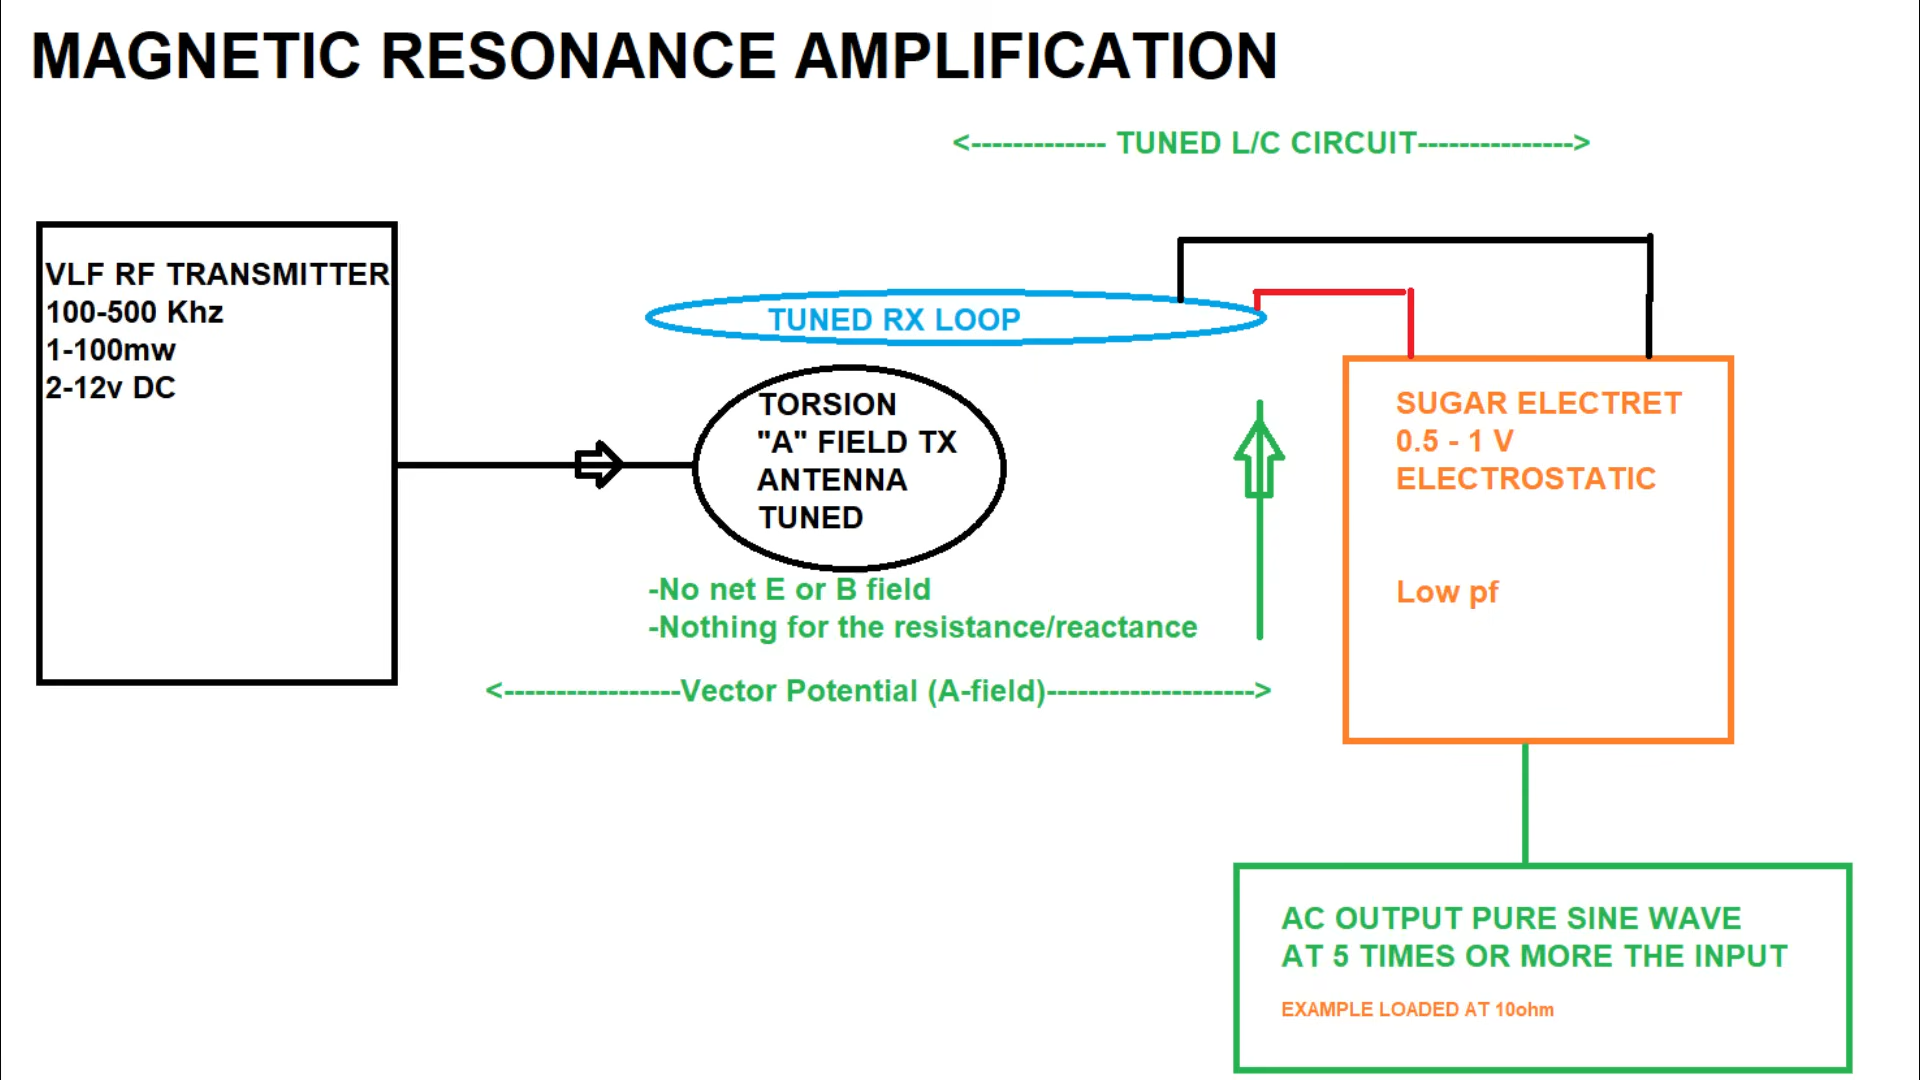 MAGNETIC RESONANCE AMPLIFICATION
<------------- TUNED L/C CIRCUIT--------------->
VLF RF TRANSMITTER
100-500 Khz
1-100mw
2-12v DC
TUNED RX LOOP
TORSION
"A" FIELD TX
ANTENNA
TUNED
-No net E or B field
-Nothing for the resistance/reactance
<-----------------Vector Potential (A-field)-------------------->
SUGAR ELECTRET
0.5 - 1 V
ELECTROSTATIC
Low pf
AC OUTPUT PURE SINE WAVE
AT 5 TIMES OR MORE THE INPUT
EXAMPLE LOADED AT 10ohm